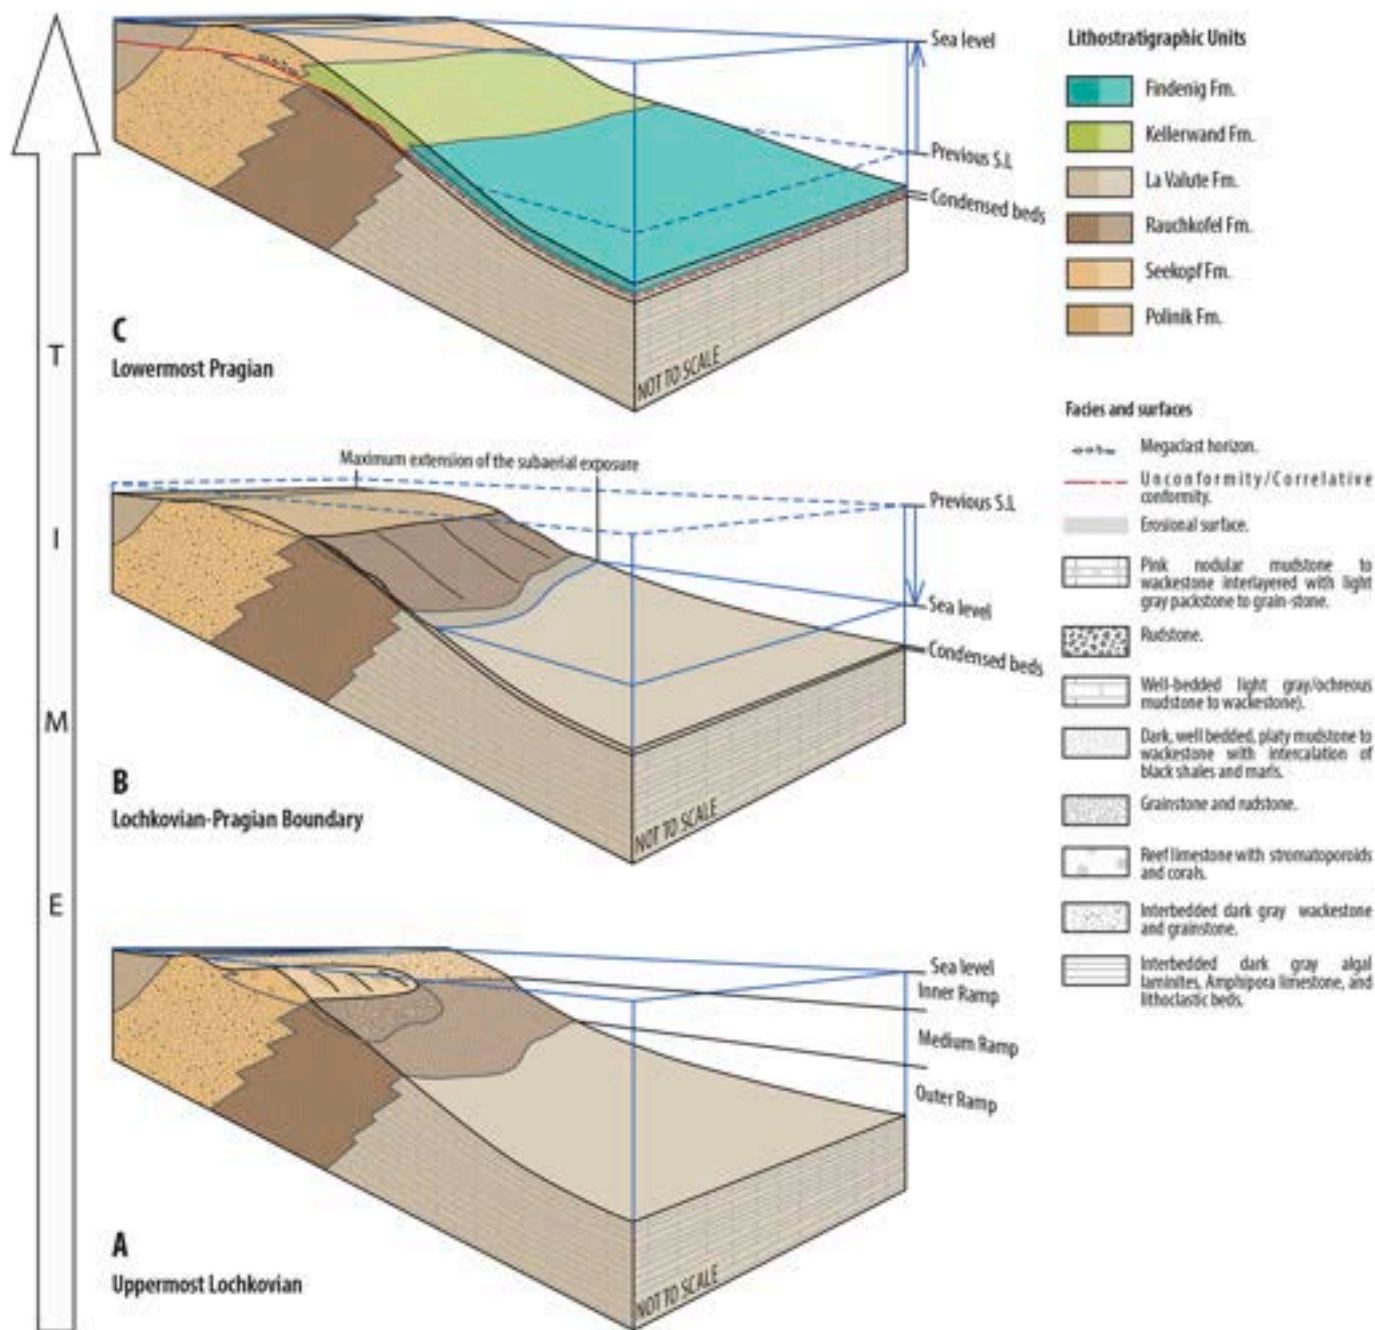 T
I
M
E
Sea level
Previous S.L
Condensed beds
NOT TO SCALE
C
Lowermost Pragian
Maximum extension of the subaerial exposure
Previous S.L
Sea level
Condensed beds
NOT TO SCALE
B
Lochkovian-Pragian Boundary
Sea level
Inner Ramp
Medium Ramp
Outer Ramp
NOT TO SCALE
A
Uppermost Lochkovian
Lithostratigraphic Units
Findenig Fm.
Kellerwand Fm.
La Valute Fm.
Rauchkofel Fm.
Seekopf Fm.
Polinik Fm.
Facies and surfaces
Megaclast horizon.
Unconformity/Correlative
conformity.
Erosional surface.
Pink nodular mudstone to
wackestone interlayered with light
gray packstone to grain-stone.
Rudstone.
Well-bedded light gray/ochreous
mudstone to wackestone).
Dark, well bedded, platy mudstone to
wackestone with intercalation of
black shales and marls.
Grainstone and rudstone.
Reef limestone with stromatoporoids
and corals.
Interbedded dark gray wackestone
and grainstone.
Interbedded dark gray algal
laminites, Amphipora limestone, and
lithoclastic beds.